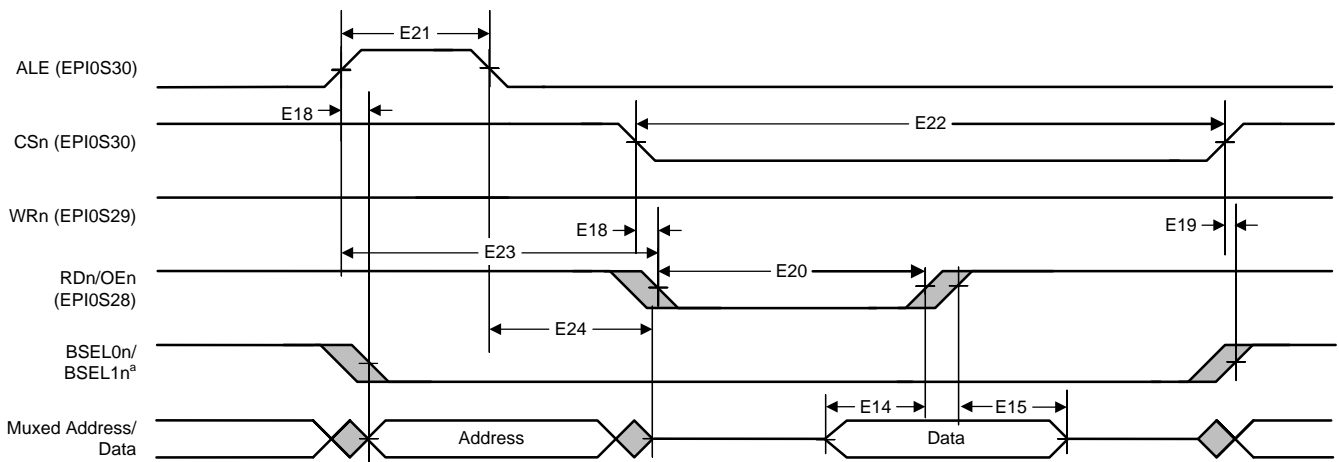 E21
ALE (EPI0S30)
E18
CSn (EPI0S30)
E22
WRn (EPI0S29)
E18
E19
E23
RDn/OEn
(EPI0S28)
E20
E24
BSEL0n/
BSEL1nᵃ
E14
E15
Muxed Address/
Data
Address
Data